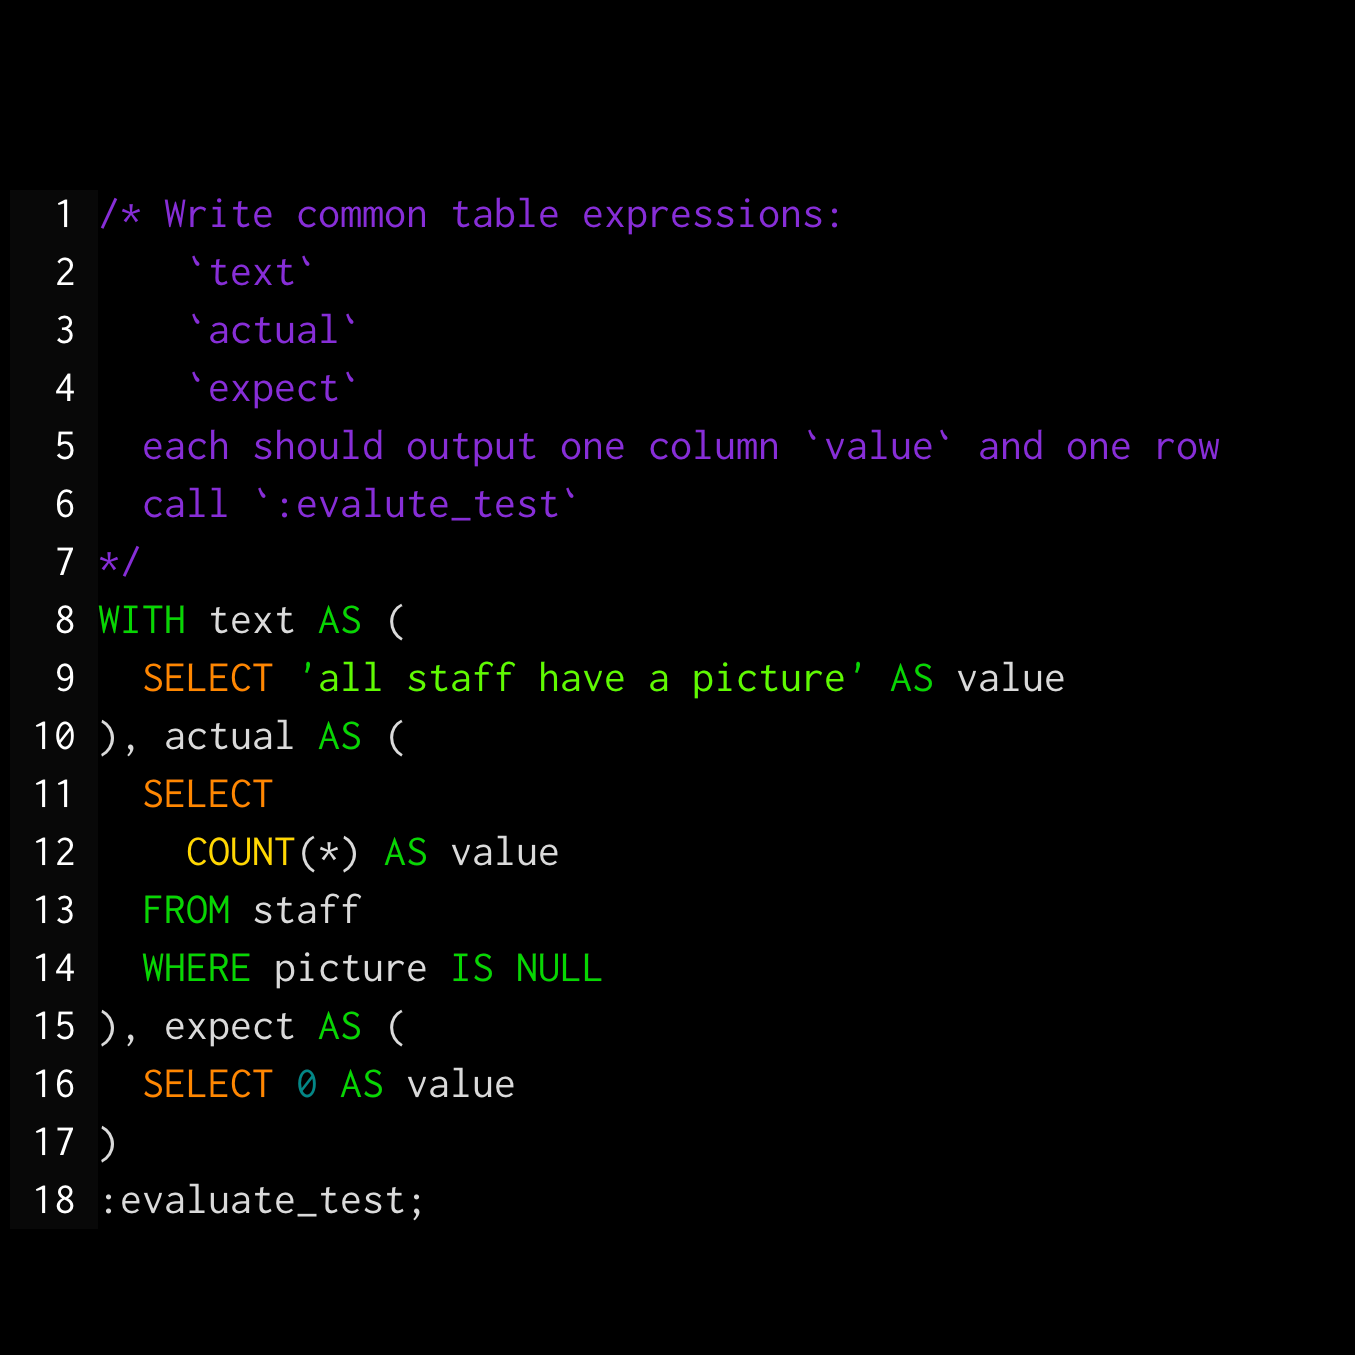 1 /* Write common table expressions:
2     `text`
3     `actual`
4     `expect`
5   each should output one column `value` and one row
6   call `:evalute_test`
7 */
8 WITH text AS (
9   SELECT 'all staff have a picture' AS value
10 ), actual AS (
11   SELECT
12     COUNT(*) AS value
13   FROM staff
14   WHERE picture IS NULL
15 ), expect AS (
16   SELECT 0 AS value
17 )
18 :evaluate_test;